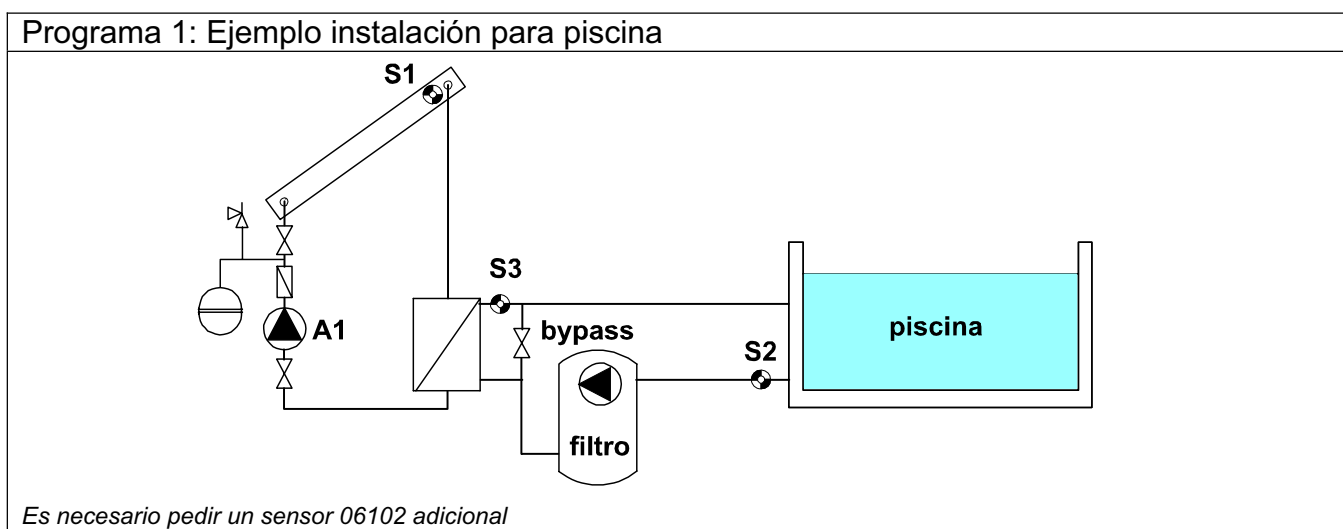 Programa 1: Ejemplo instalación para piscina
S1
S3
A1
bypass
piscina
S2
filtro
Es necesario pedir un sensor 06102 adicional